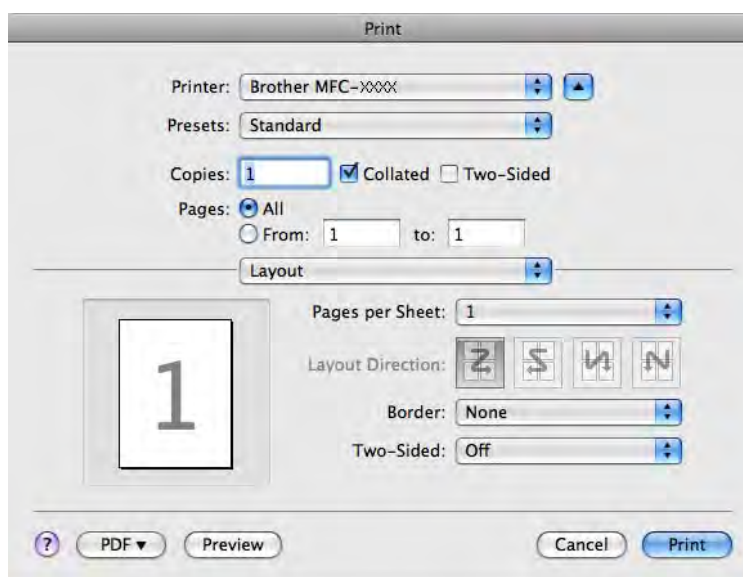 Print
Printer: Brother MFC-XXXX
Presets: Standard
Copies: 1 Collated Two-Sided
Pages: All
From: 1 to: 1
Layout
Pages per Sheet: 1
1
Layout Direction:
Border: None
Two-Sided: Off
? PDF Preview Cancel Print